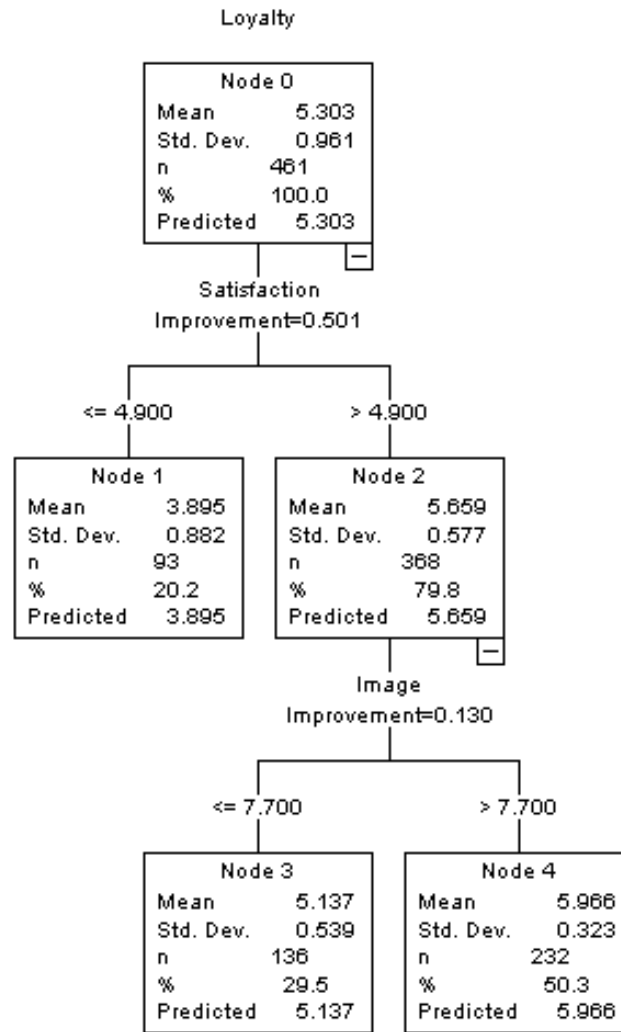 Loyalty
Node 0
Mean 5.303
Std. Dev. 0.961
n 461
% 100.0
Predicted 5.303
Satisfaction
Improvement=0.501
<= 4.900
> 4.900
Node 1
Mean 3.895
Std. Dev. 0.882
n 93
% 20.2
Predicted 3.895
Node 2
Mean 5.659
Std. Dev. 0.577
n 368
% 79.8
Predicted 5.659
Image
Improvement=0.130
<= 7.700
> 7.700
Node 3
Mean 5.137
Std. Dev. 0.539
n 136
% 29.5
Predicted 5.137
Node 4
Mean 5.966
Std. Dev. 0.323
n 232
% 50.3
Predicted 5.966